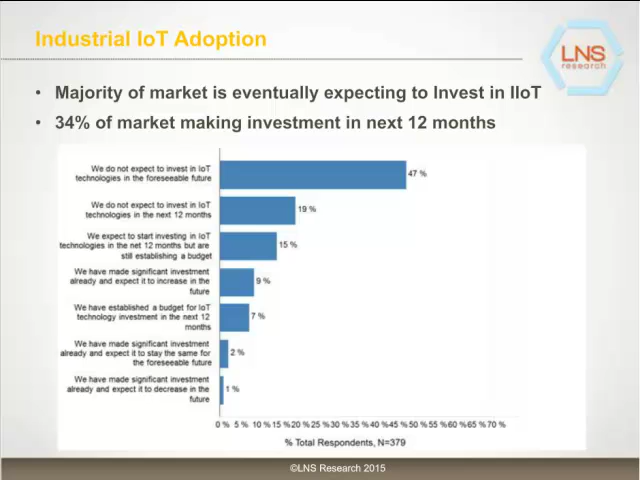 Industrial IoT Adoption
LNS
research
• Majority of market is eventually expecting to Invest in IIoT
• 34% of market making investment in next 12 months
We do not expect to invest in IoT
technologies in the foreseeable future
47 %
We do not expect to invest in IoT
technologies in the next 12 months
19 %
We expect to start investing in IoT
technologies in the net 12 months but are
still establishing a budget
15 %
We have made significant investment
already and expect it to increase in the
future
9 %
We have established a budget for IoT
technology investment in the next 12
months
7 %
We have made significant investment
already and expect it to stay the same for
the foreseeable future
2 %
We have made significant investment
already and expect it to decrease in the
future
1 %
0 % 5 % 10 % 15 % 20 % 25 % 30 % 35 % 40 % 45 % 50 % 55 % 60 % 65 % 70 %
% Total Respondents, N=379
©LNS Research 2015